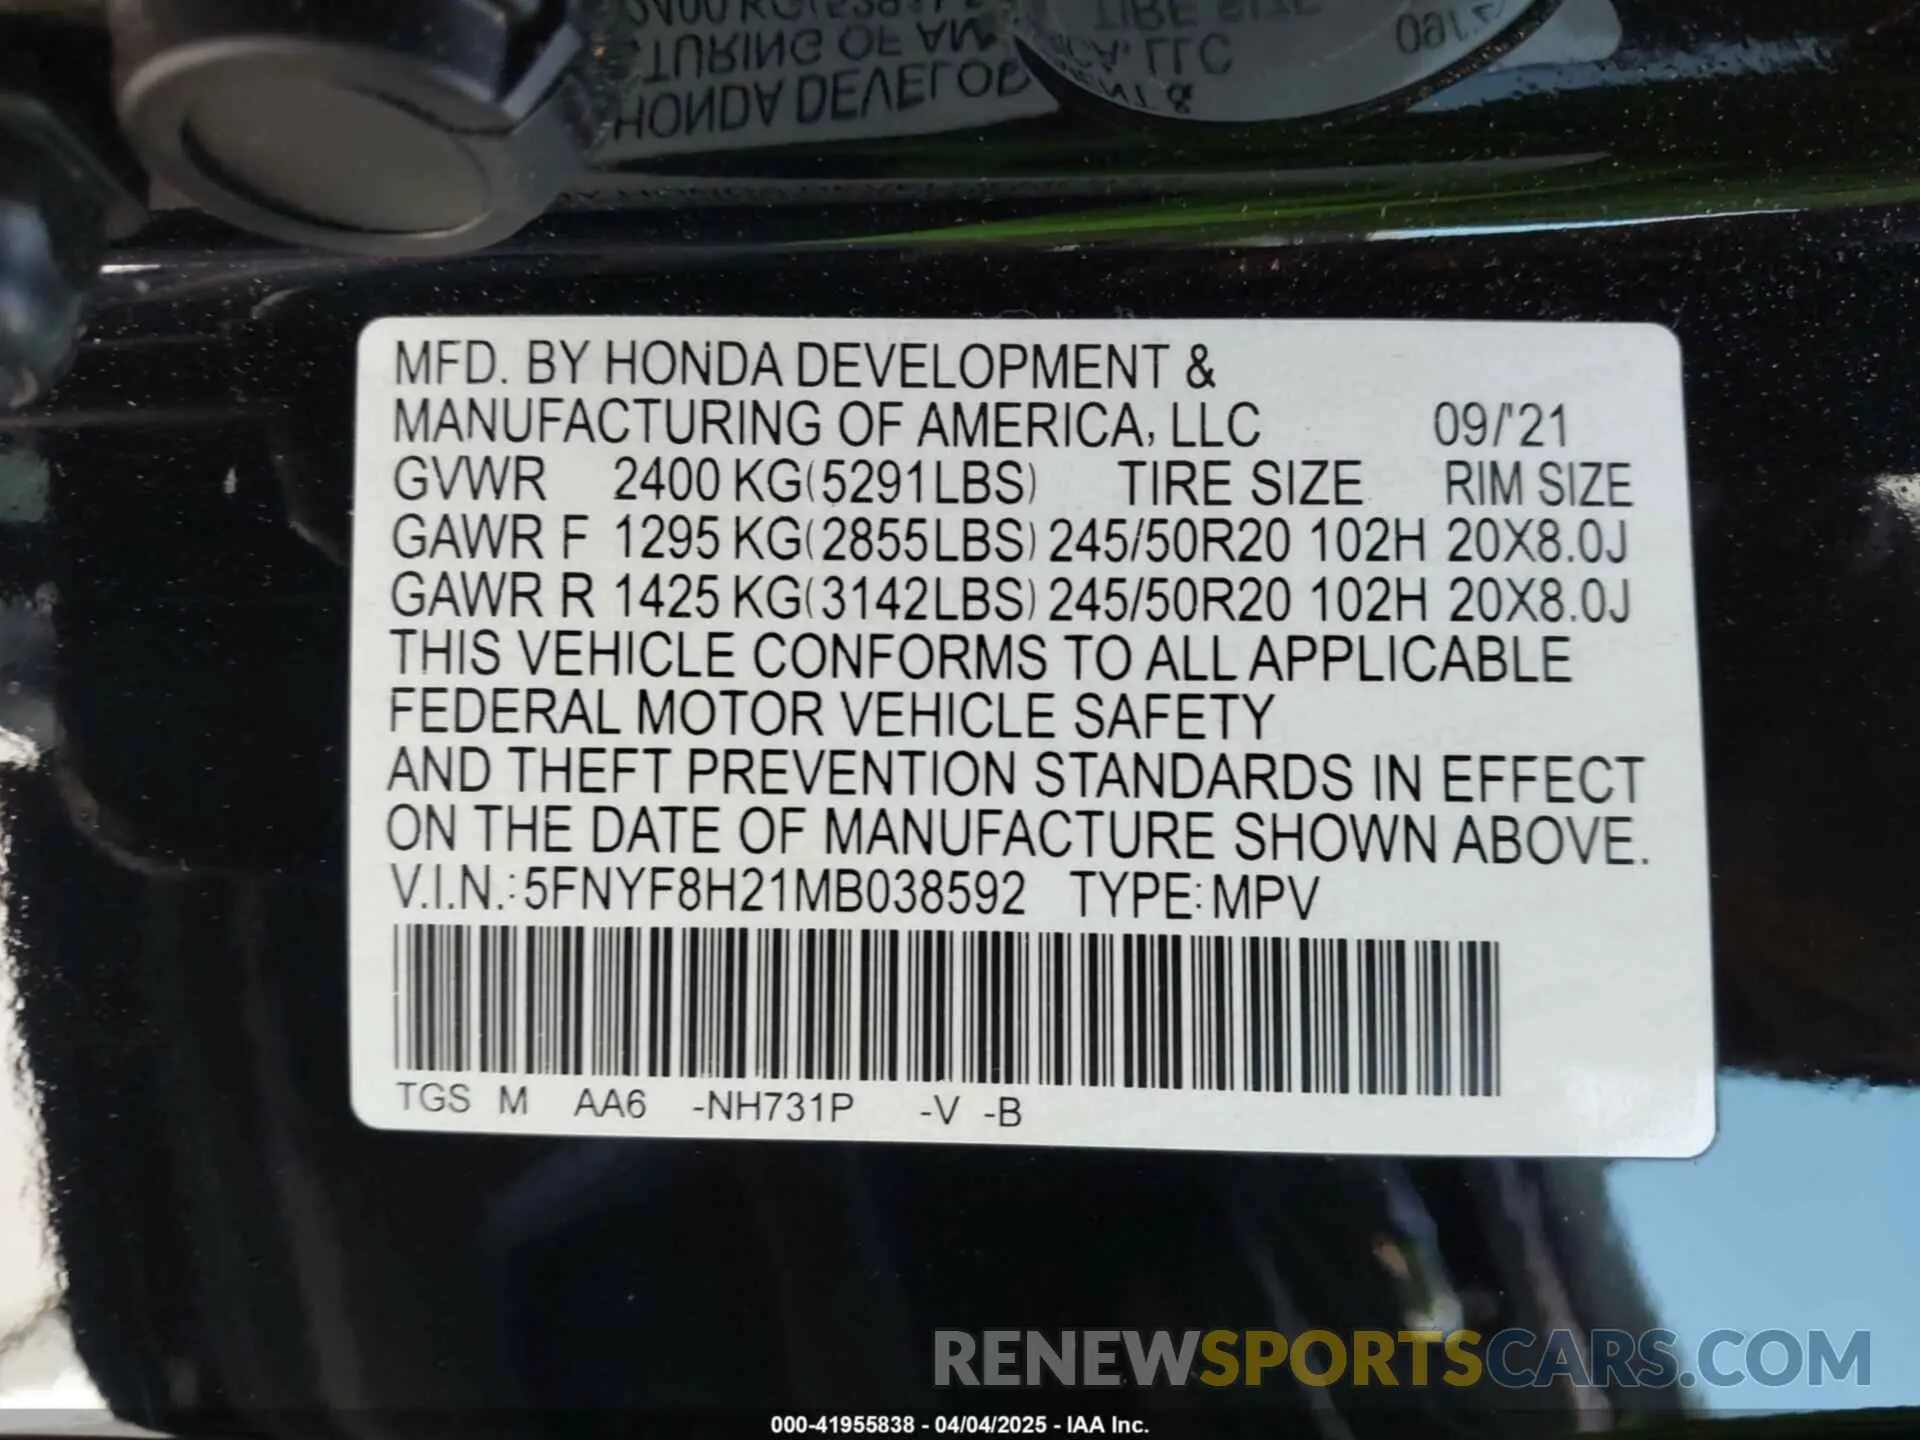 MFD. BY HONDA DEVELOPMENT &
MANUFACTURING OF AMERICA, LLC 09/'21
GVWR 2400 KG(5291LBS) TIRE SIZE RIM SIZE
GAWR F 1295 KG(2855LBS) 245/50R20 102H 20X8.0J
GAWR R 1425 KG(3142LBS) 245/50R20 102H 20X8.0J
THIS VEHICLE CONFORMS TO ALL APPLICABLE
FEDERAL MOTOR VEHICLE SAFETY
AND THEFT PREVENTION STANDARDS IN EFFECT
ON THE DATE OF MANUFACTURE SHOWN ABOVE.
V.I.N.: 5FNYF8H21MB038592 TYPE: MPV
TGS M AA6 -NH731P -V -B
RENEWSPORTSCARS.COM
000-41955838 - 04/04/2025 - IAA Inc.